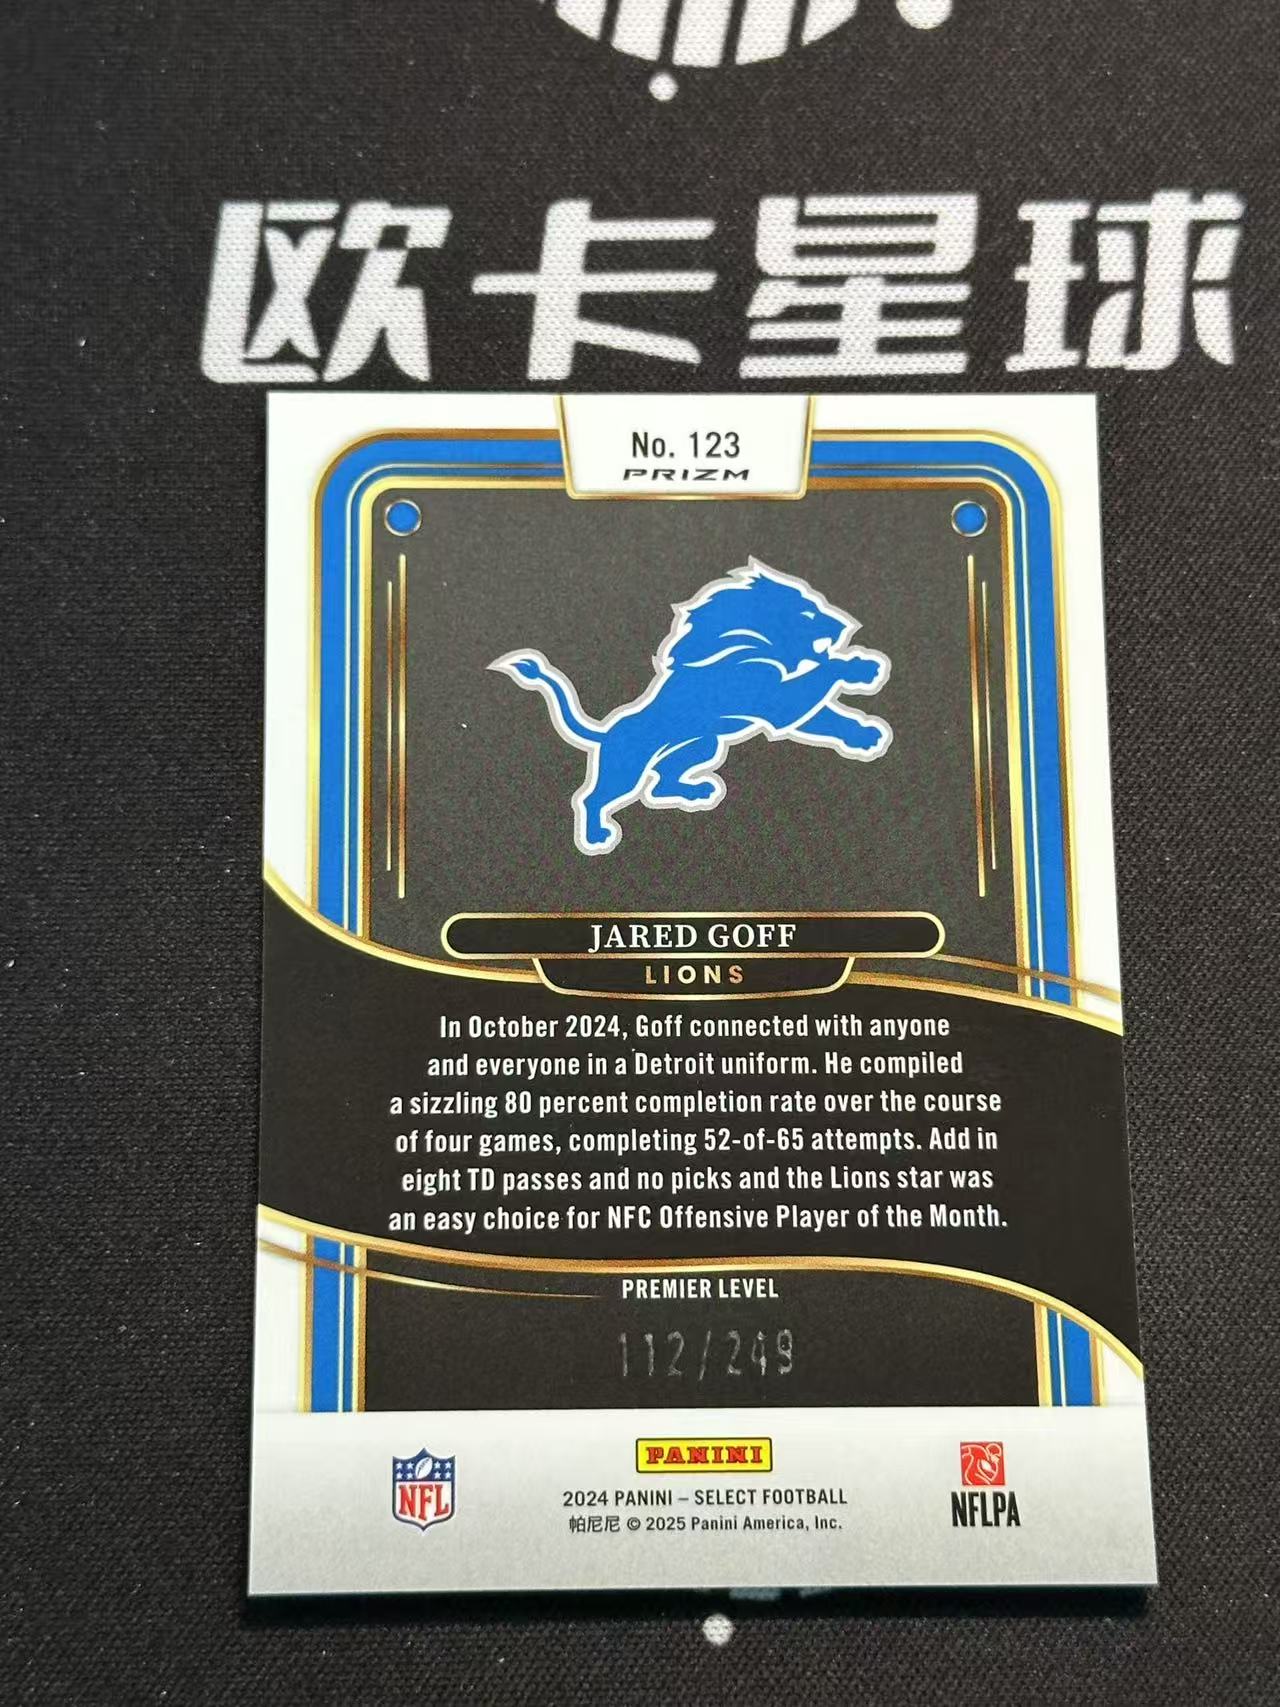 欧卡星球
No. 123
PRIZM
JARED GOFF
LIONS
In October 2024, Goff connected with anyone
and everyone in a Detroit uniform. He compiled
a sizzling 80 percent completion rate over the course
of four games, completing 52-of-65 attempts. Add in
eight TD passes and no picks and the Lions star was
an easy choice for NFC Offensive Player of the Month.
PREMIER LEVEL
112/249
NFL
PANINI
2024 PANINI – SELECT FOOTBALL
帕尼尼 © 2025 Panini America, Inc.
NFLPA